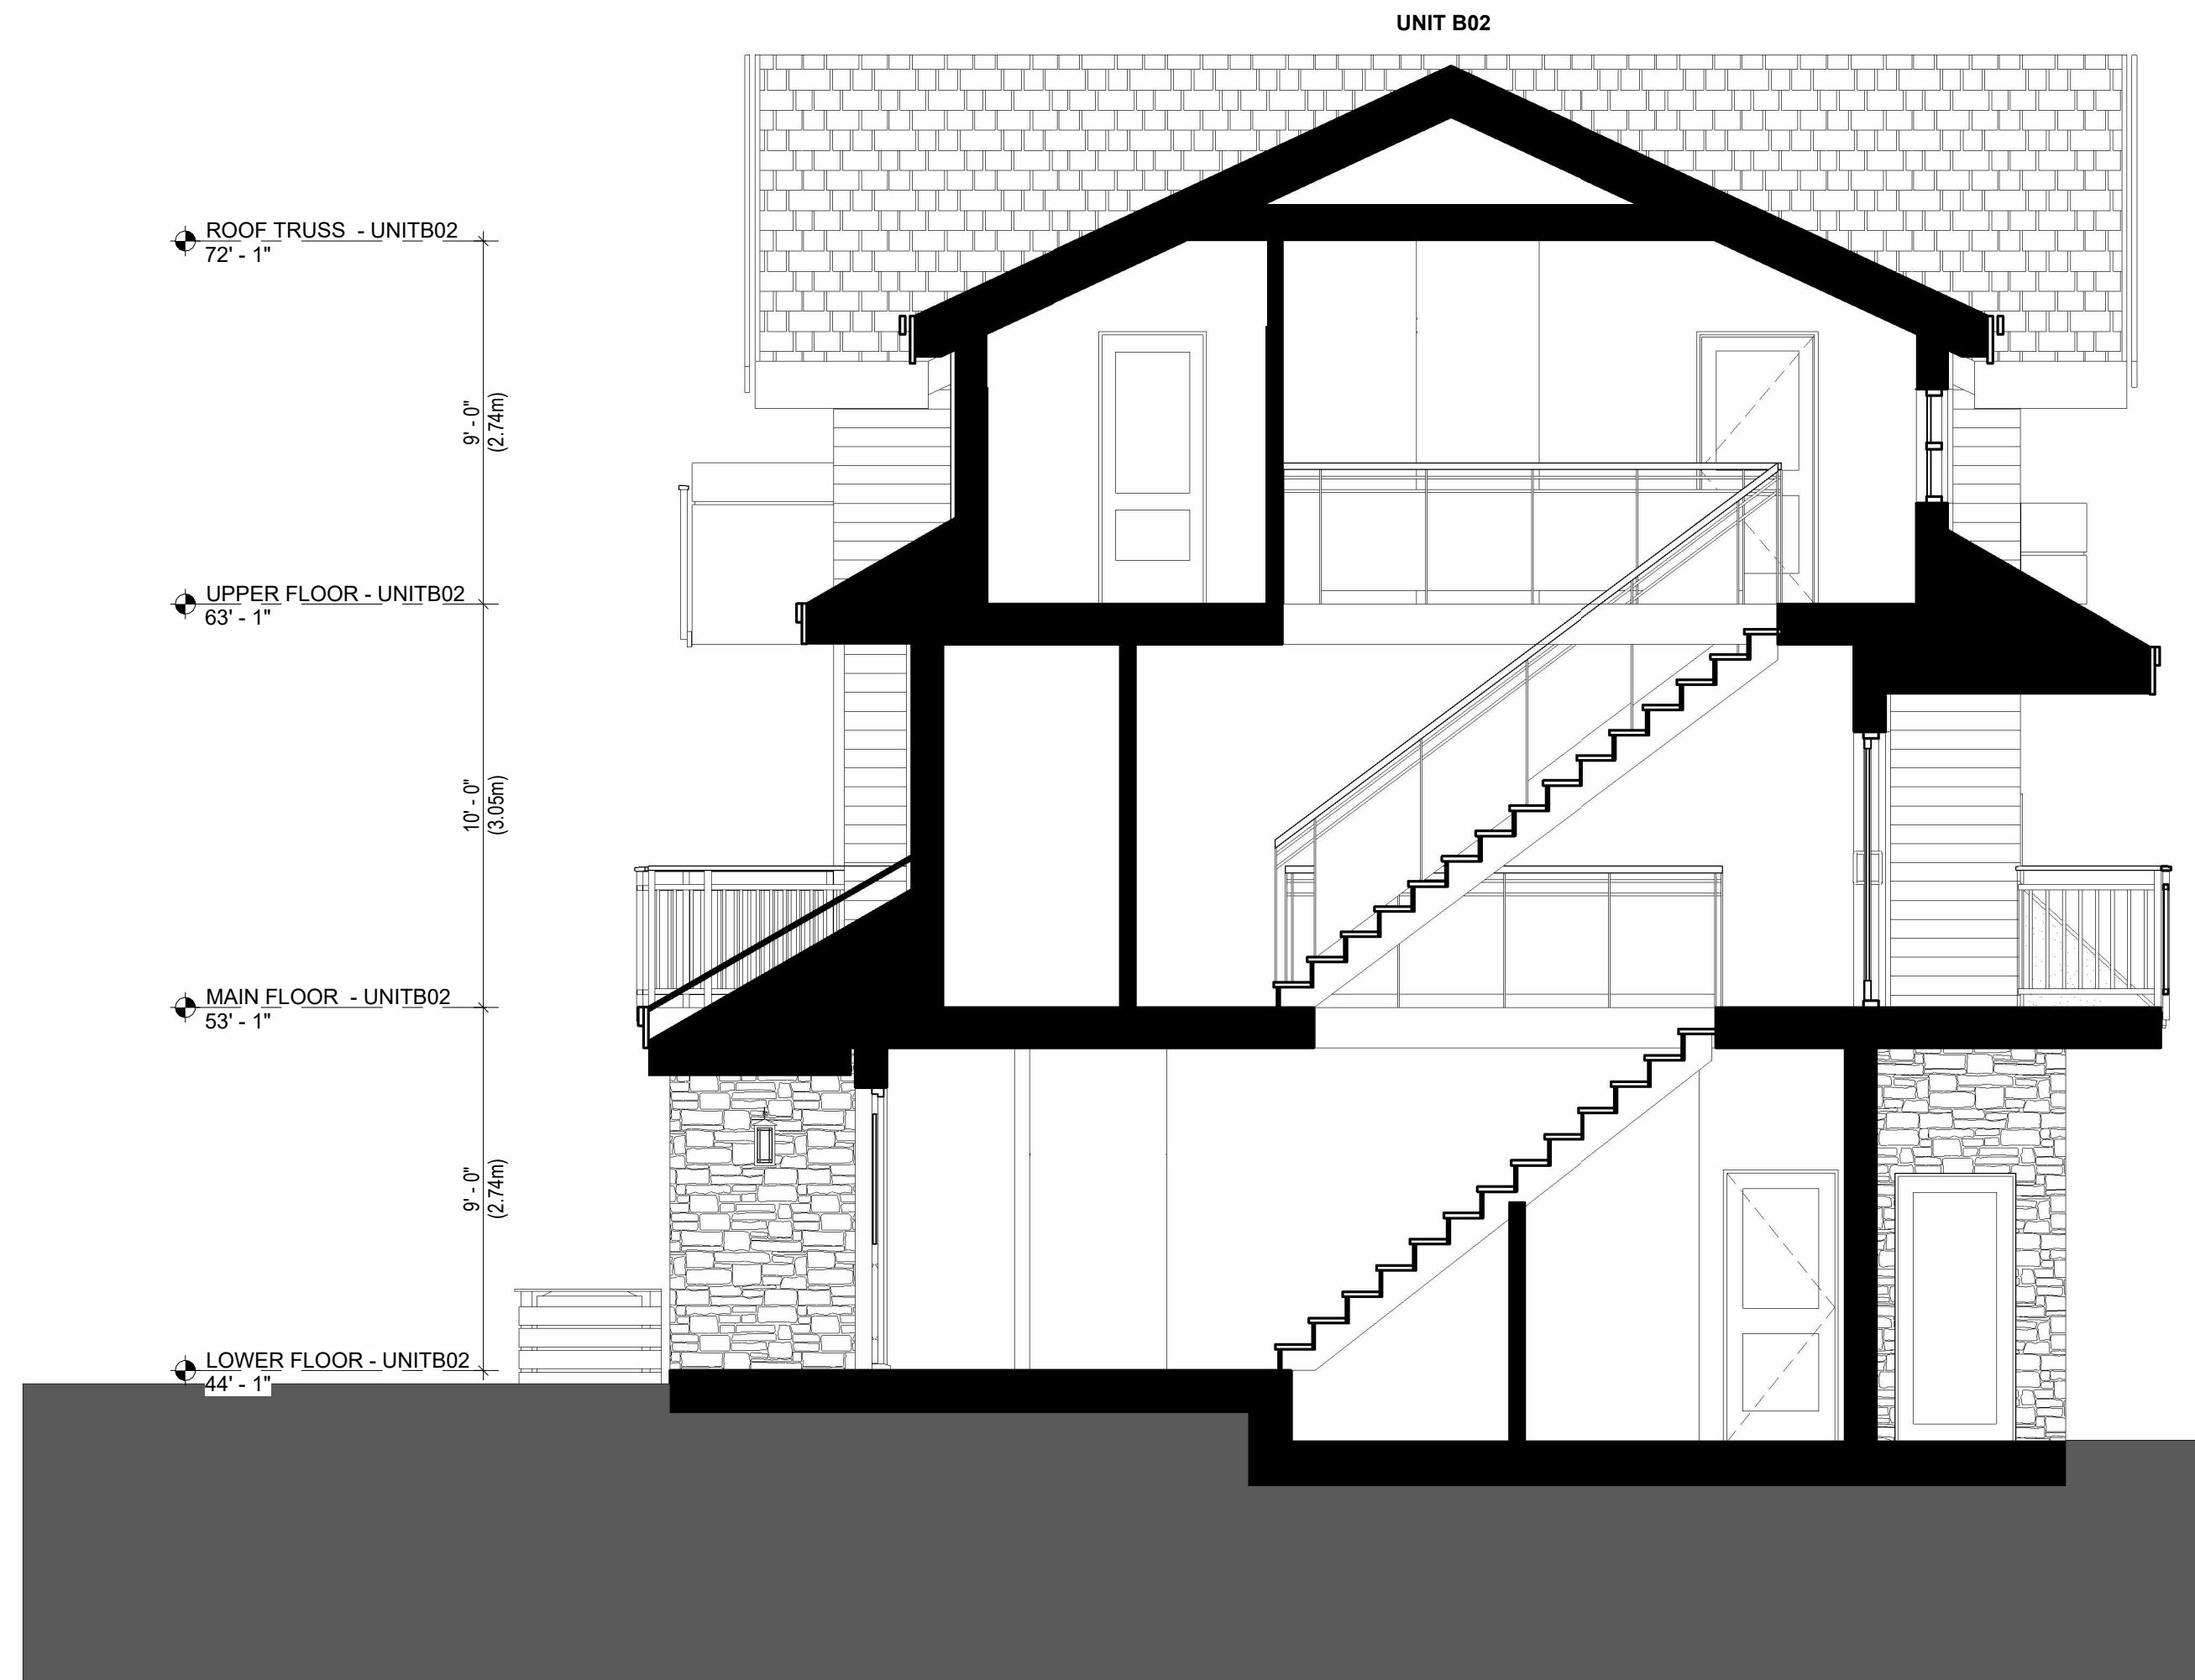 UNIT B02
ROOF TRUSS - UNITB02
72' - 1"
9' - 0"
(2.74m)
UPPER FLOOR - UNITB02
63' - 1"
10' - 0"
(3.05m)
MAIN FLOOR - UNITB02
53' - 1"
9' - 0"
(2.74m)
LOWER FLOOR - UNITB02
44' - 1"